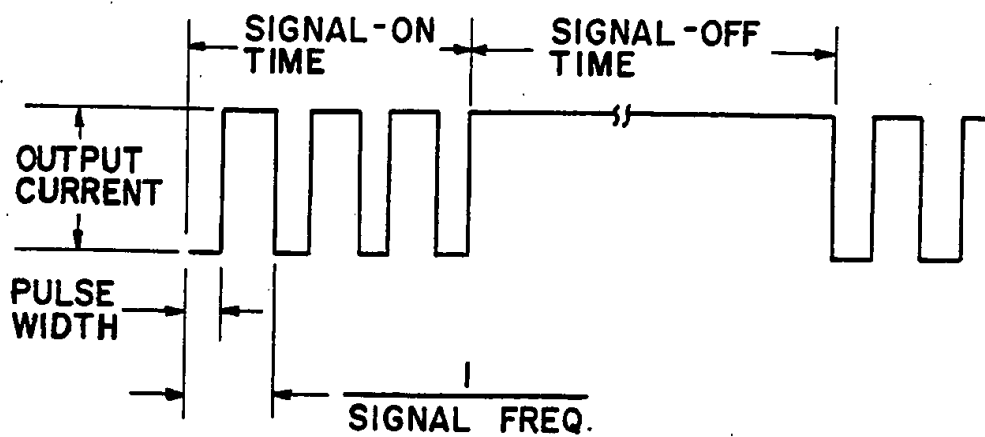 SIGNAL-ON
TIME
SIGNAL-OFF
TIME
OUTPUT
CURRENT
PULSE
WIDTH
1
SIGNAL FREQ.